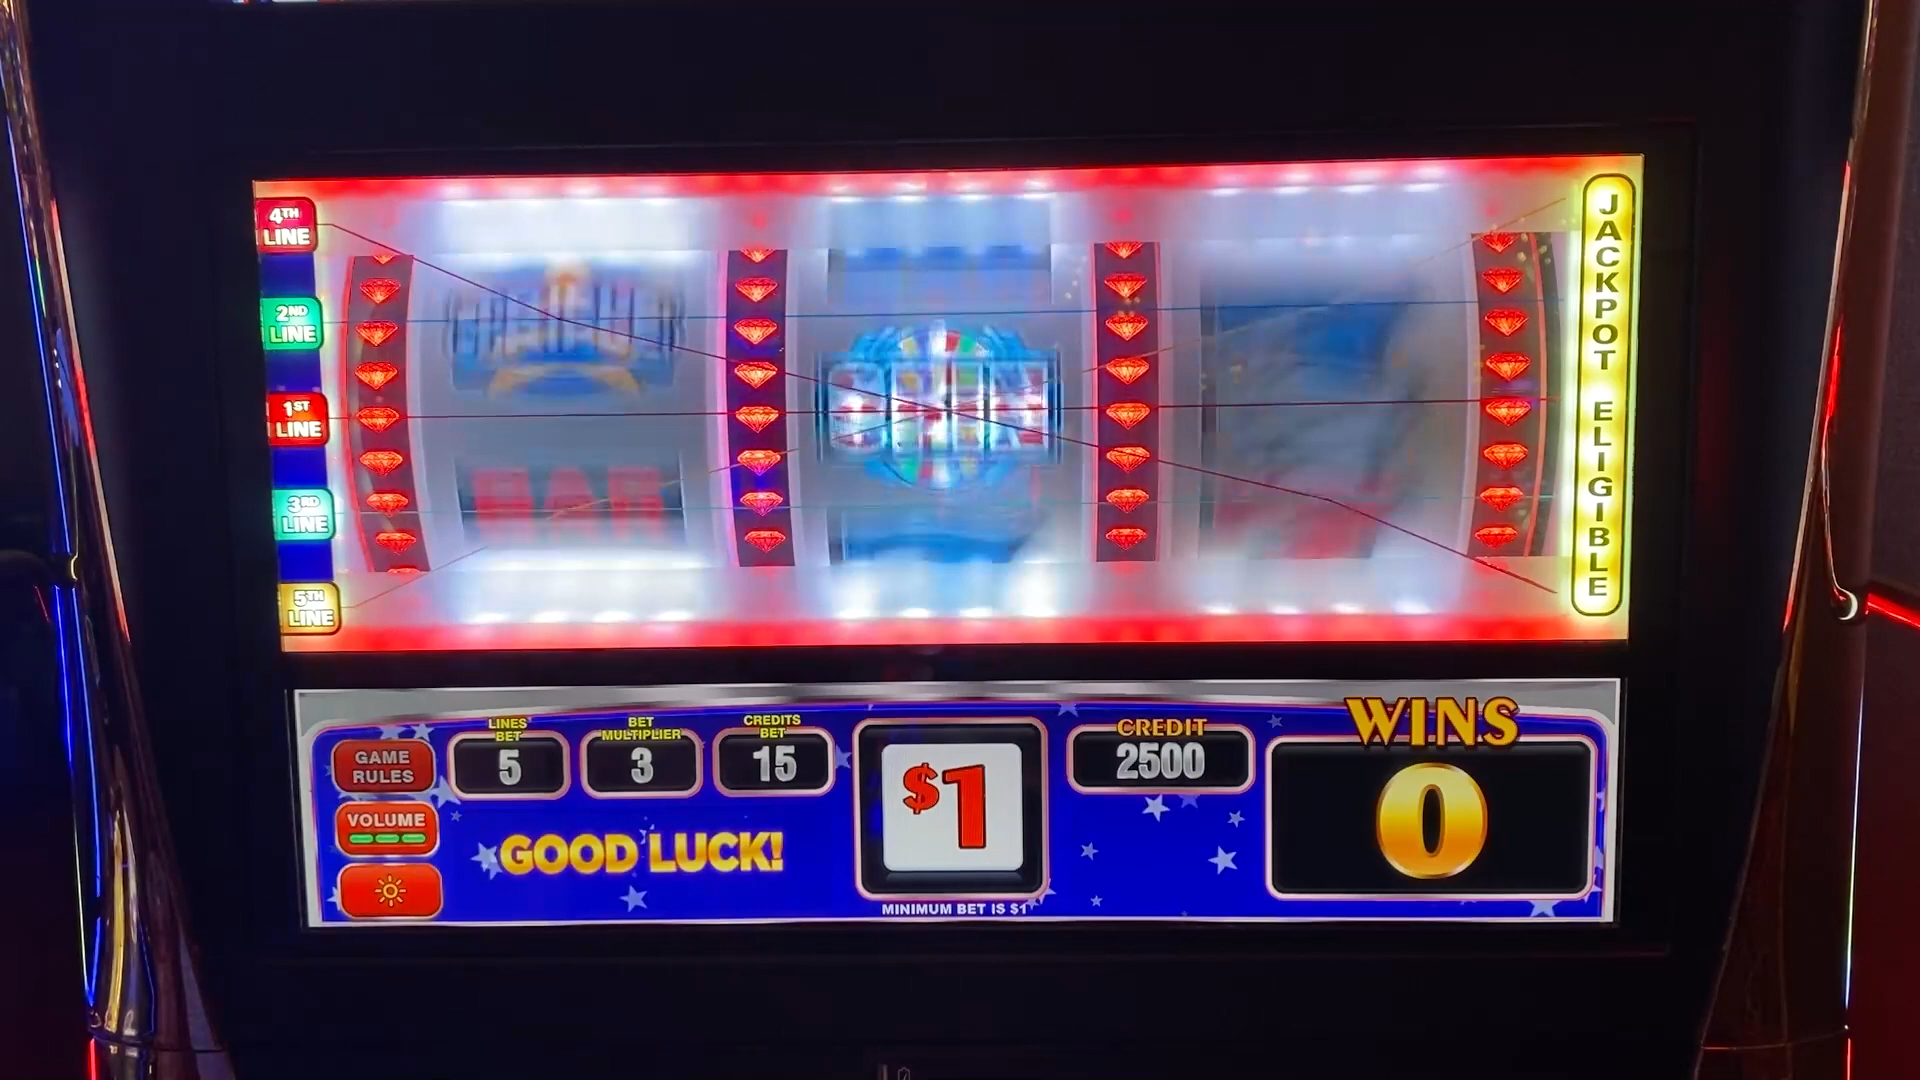 4TH
LINE
2ND
LINE
1ST
LINE
3RD
LINE
5TH
LINE
BAR
JACKPOT ELIGIBLE
GAME
RULES
VOLUME
LINES
BET
5
BET
MULTIPLIER
3
CREDITS
BET
15
GOOD LUCK!
$1
MINIMUM BET IS $1
CREDIT
2500
WINS
0